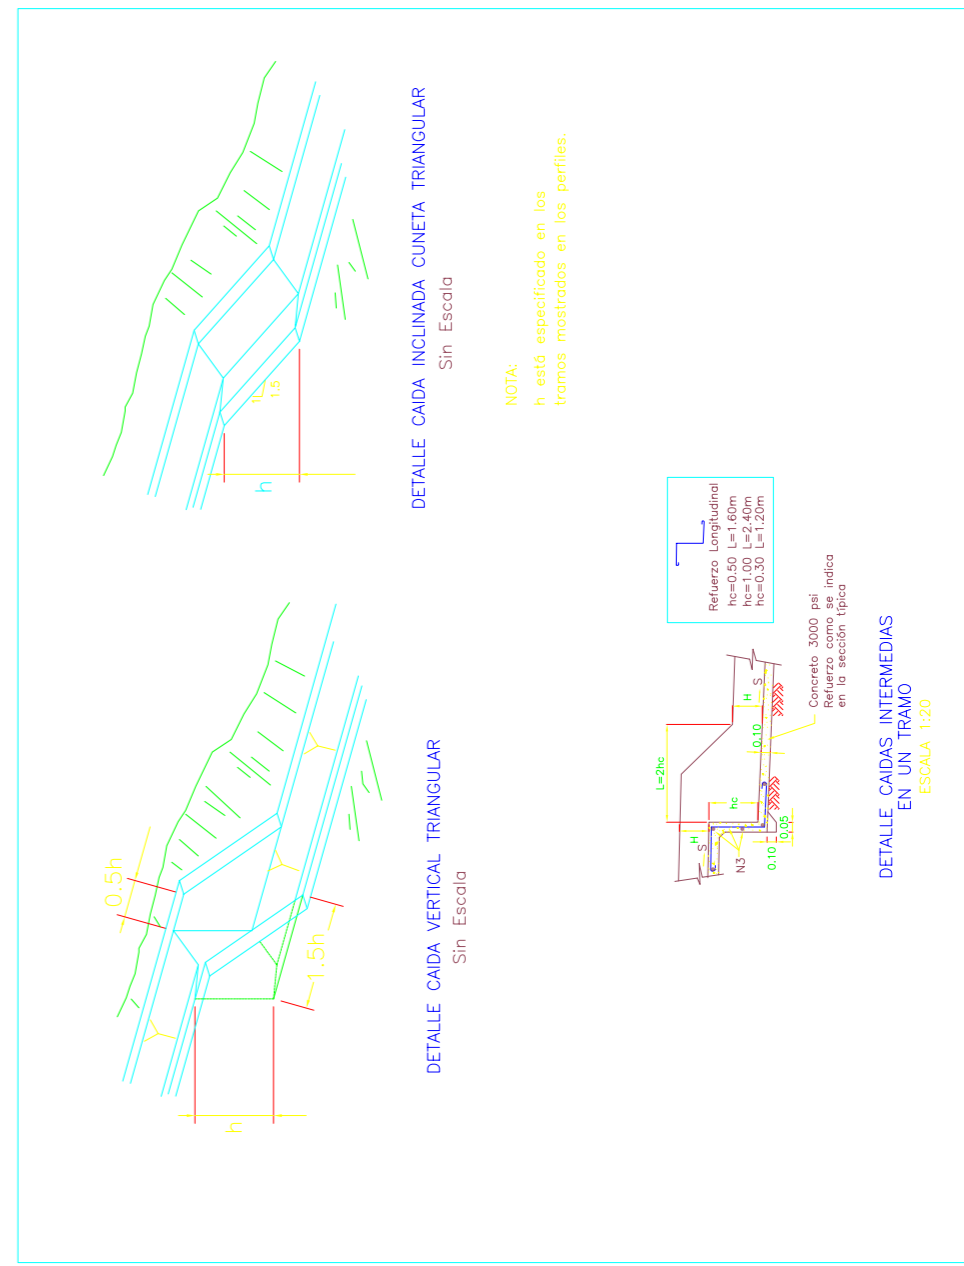 0.5h
1.5h
h
DETALLE CAIDA VERTICAL TRIANGULAR
Sin Escala
1.5
h
DETALLE CAIDA INCLINADA CUNETA TRIANGULAR
Sin Escala
NOTA:
h está especificado en los
tramos mostrados en los perfiles.
L=2hc
H
S
hc
N3
0.10
0.05
0.10
H
S
Refuerzo Longitudinal
hc=0.50 L=1.60m
hc=1.00 L=2.40m
hc=0.30 L=1.20m
Concreto 3000 psi
Refuerzo como se indica
en la sección típica
DETALLE CAIDAS INTERMEDIAS
EN UN TRAMO
ESCALA 1:20